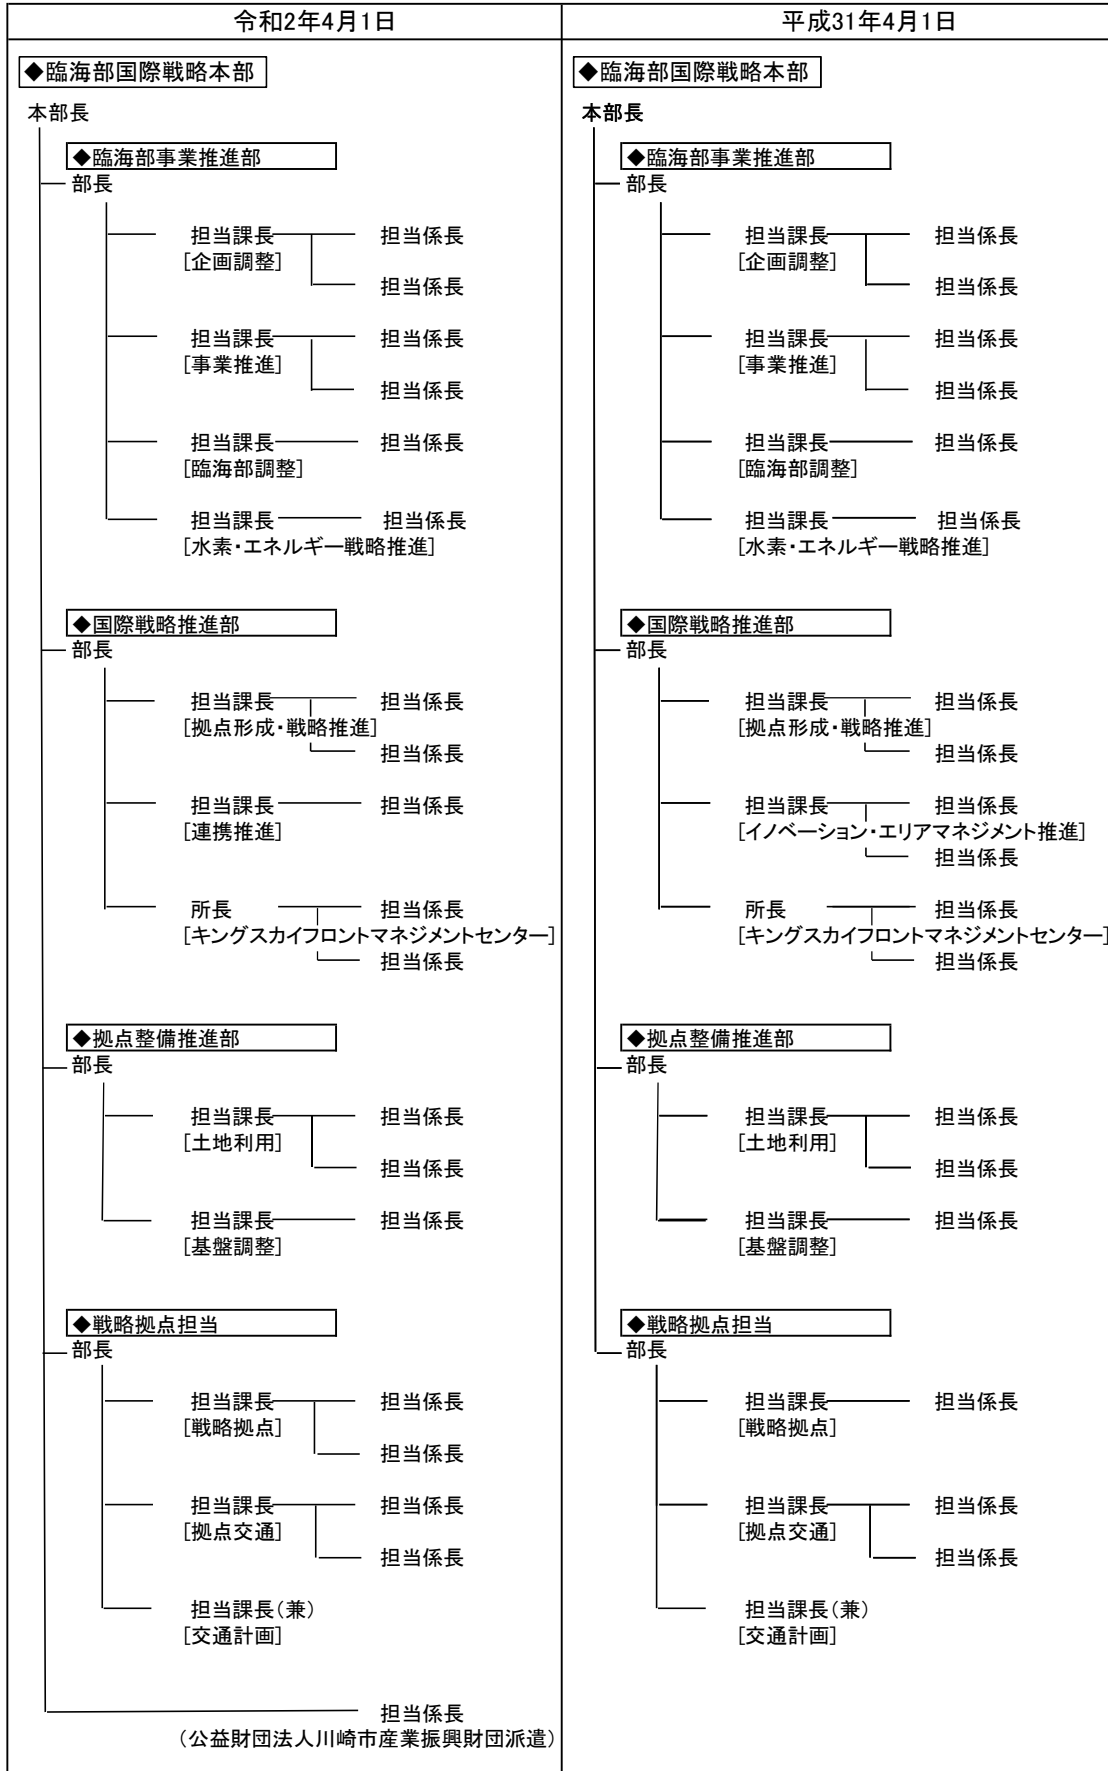 令和2年4月1日
◆臨海部国際戦略本部
本部長
◆臨海部事業推進部
部長
担当課長 担当係長
[企画調整]
担当係長
担当課長 担当係長
[事業推進]
担当係長
担当課長 担当係長
[臨海部調整]
担当課長 担当係長
[水素・エネルギー戦略推進]
◆国際戦略推進部
部長
担当課長 担当係長
[拠点形成・戦略推進]
担当係長
担当課長 担当係長
[連携推進]
所長 担当係長
[キングスカイフロントマネジメントセンター]
担当係長
◆拠点整備推進部
部長
担当課長 担当係長
[土地利用]
担当係長
担当課長 担当係長
[基盤調整]
◆戦略拠点担当
部長
担当課長 担当係長
[戦略拠点]
担当係長
担当課長 担当係長
[拠点交通]
担当係長
担当課長(兼)
[交通計画]
担当係長
(公益財団法人川崎市産業振興財団派遣)
平成31年4月1日
◆臨海部国際戦略本部
本部長
◆臨海部事業推進部
部長
担当課長 担当係長
[企画調整]
担当係長
担当課長 担当係長
[事業推進]
担当係長
担当課長 担当係長
[臨海部調整]
担当課長 担当係長
[水素・エネルギー戦略推進]
◆国際戦略推進部
部長
担当課長 担当係長
[拠点形成・戦略推進]
担当係長
担当課長 担当係長
[イノベーション・エリアマネジメント推進]
担当係長
所長 担当係長
[キングスカイフロントマネジメントセンター]
担当係長
◆拠点整備推進部
部長
担当課長 担当係長
[土地利用]
担当係長
担当課長 担当係長
[基盤調整]
◆戦略拠点担当
部長
担当課長 担当係長
[戦略拠点]
担当課長 担当係長
[拠点交通]
担当係長
担当課長(兼)
[交通計画]